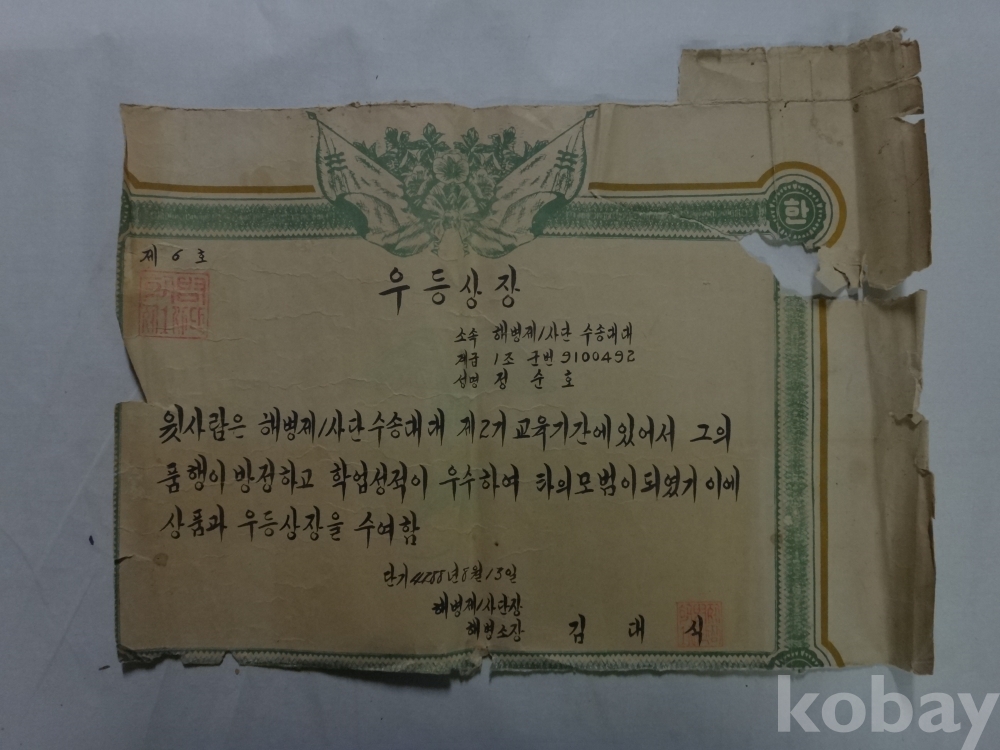 한
제 6 호
우등상장
소속 해병제1사단 수송대대
계급 1조 군번 9100492
성명 정 순 호
윗사람은 해병제1사단 수송대대 제2기 교육기간에 있어서 그의
품행이 방정하고 학업성적이 우수하여 타의모범이 되였기 이에
상품과 우등상장을 수여함
단기 4288년 8월 13일
해병제1사단장
해병소장 김 대 식
kobay